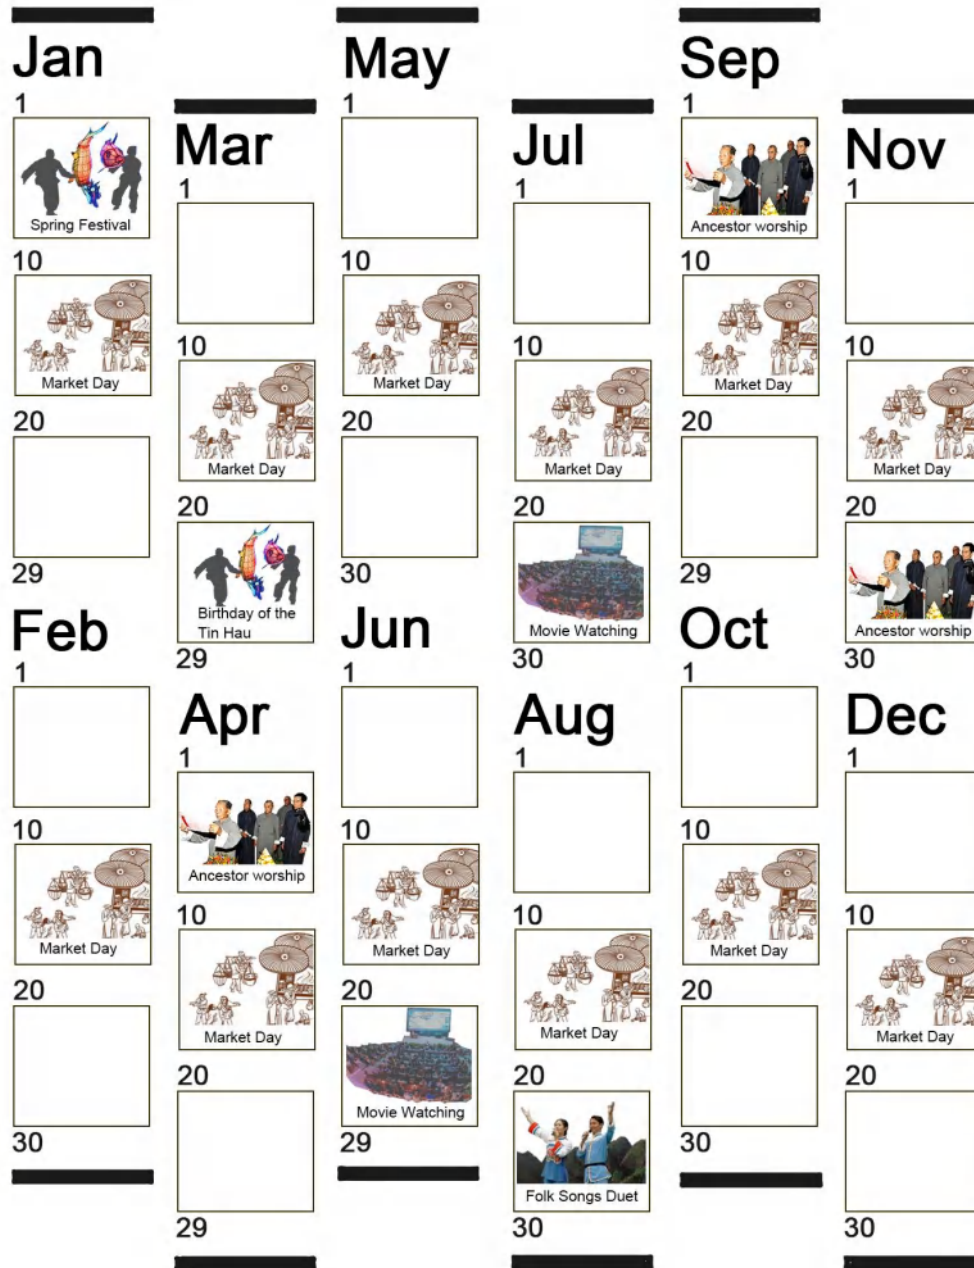 Jan
1
Spring Festival
10
Market Day
20
29
Feb
1
10
Market Day
20
30
Mar
1
10
Market Day
20
Birthday of the
Tin Hau
29
Apr
1
Ancestor worship
10
Market Day
20
29
May
1
10
Market Day
20
30
Jun
1
10
Market Day
20
Movie Watching
29
Jul
1
10
Market Day
20
Movie Watching
30
Aug
1
10
Market Day
20
Folk Songs Duet
30
Sep
1
Ancestor worship
10
Market Day
20
29
Oct
1
10
Market Day
20
30
Nov
1
10
Market Day
20
Ancestor worship
30
Dec
1
10
Market Day
20
30